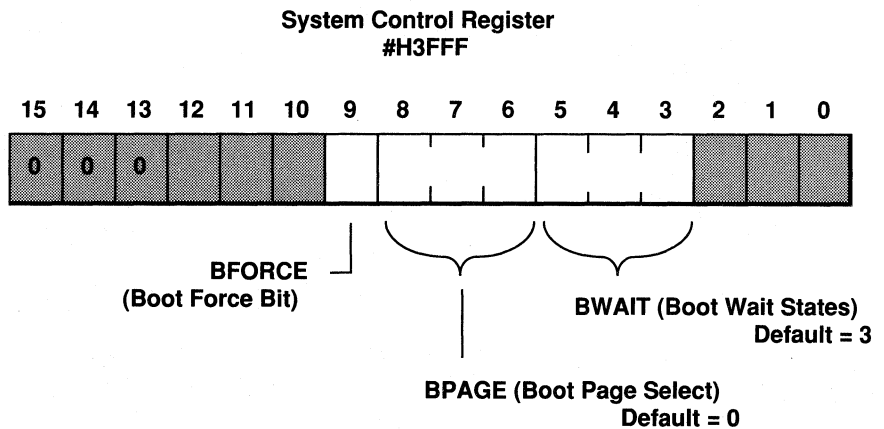 System Control Register
#H3FFF
15 14 13 12 11 10 9 8 7 6 5 4 3 2 1 0
0 0 0
BFORCE
(Boot Force Bit)
BWAIT (Boot Wait States)
Default = 3
BPAGE (Boot Page Select)
Default = 0